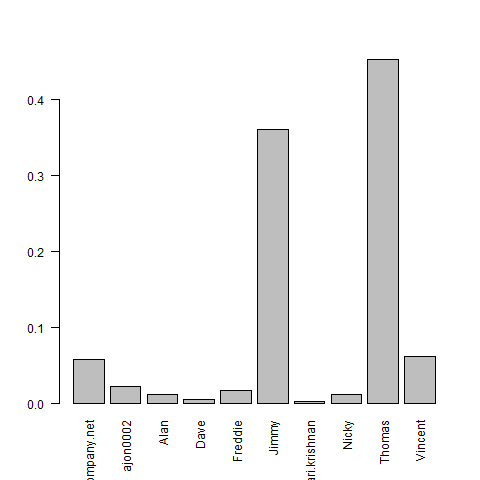 0.4
0.3
0.2
0.1
0.0
ompany.net
ajon0002
Alan
Dave
Freddie
Jimmy
ari.krishnan
Nicky
Thomas
Vincent